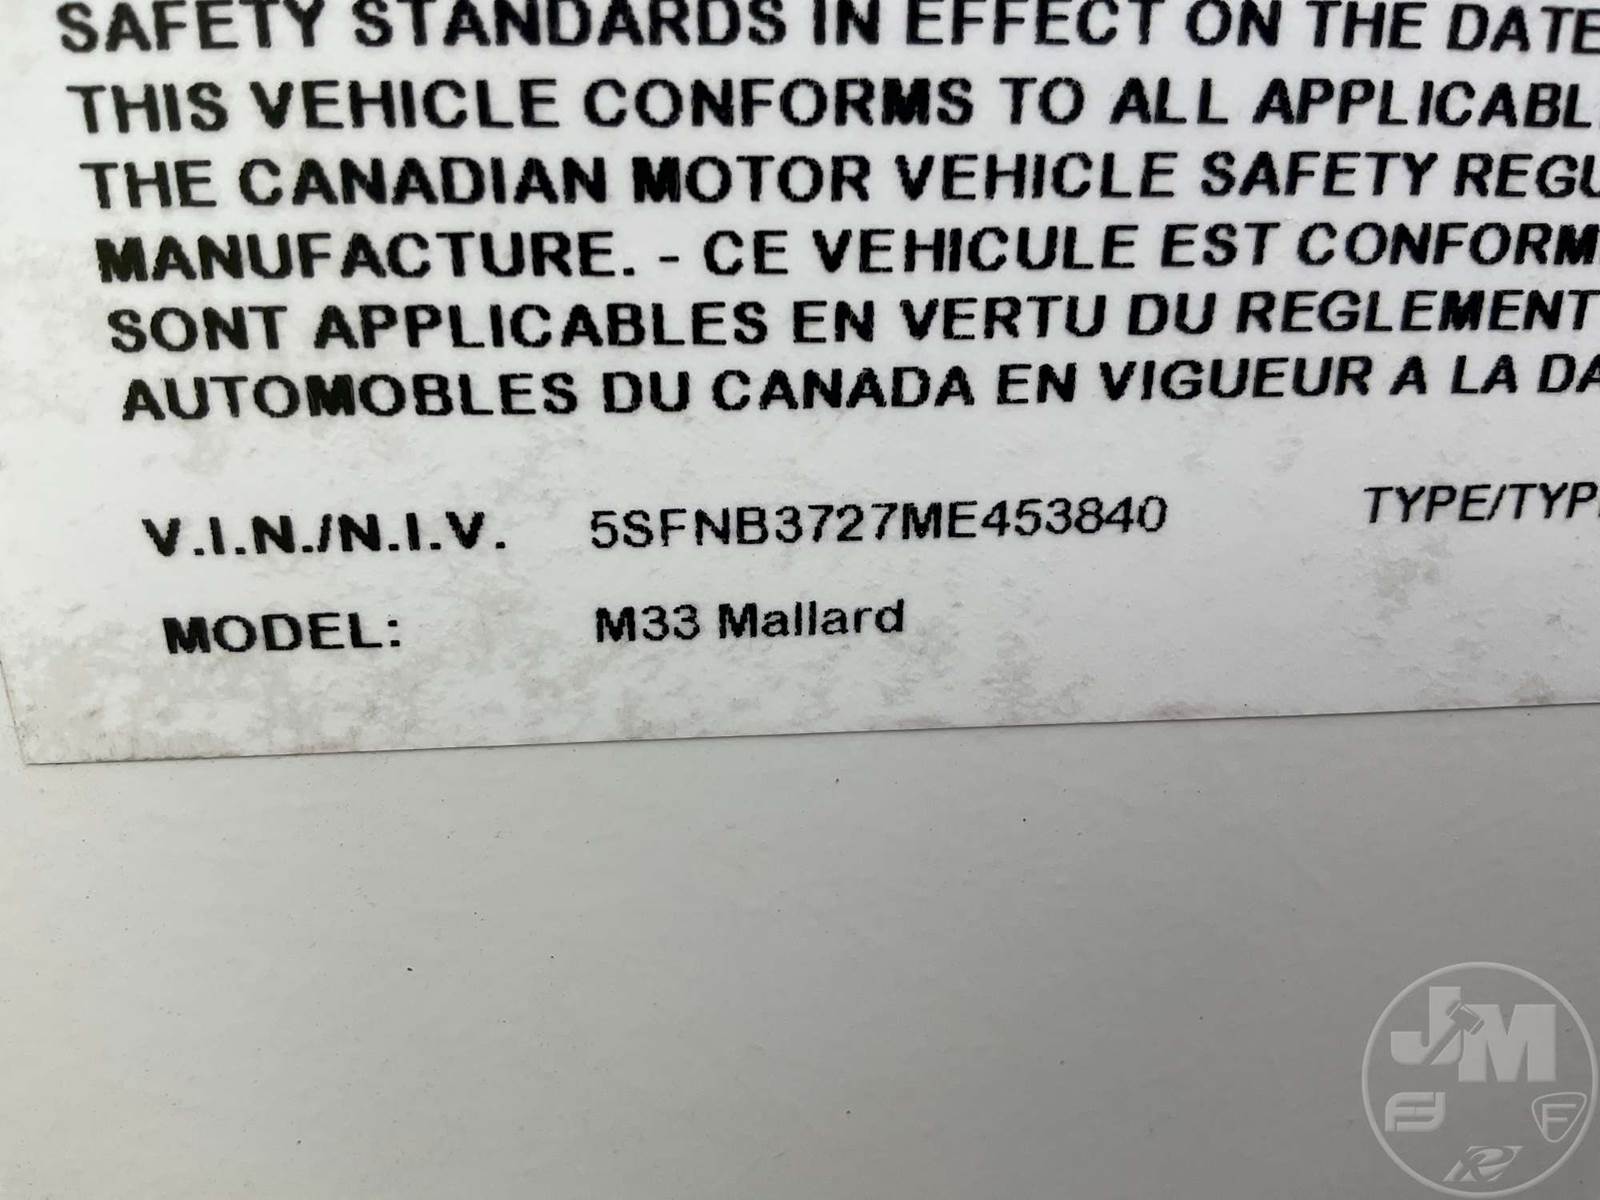 SAFETY STANDARDS IN EFFECT ON THE DATE
THIS VEHICLE CONFORMS TO ALL APPLICABL
THE CANADIAN MOTOR VEHICLE SAFETY REGU
MANUFACTURE. - CE VEHICULE EST CONFORM
SONT APPLICABLES EN VERTU DU REGLEMENT
AUTOMOBLES DU CANADA EN VIGUEUR A LA DA
V.I.N./N.I.V. 5SFNB3727ME453840 TYPE/TYP
MODEL: M33 Mallard
JM